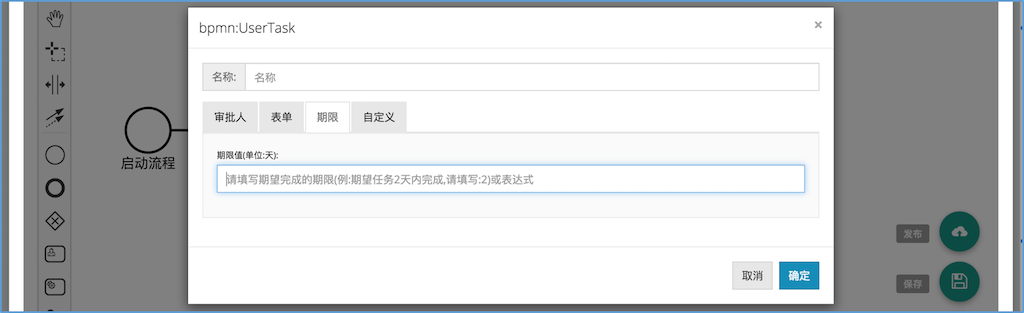 bpmn:UserTask
×
名称:
名称
审批人
表单
期限
自定义
期限值(单位:天):
请填写期望完成的期限(例:期望任务2天内完成,请填写:2)或表达式
启动流程
发布
取消
确定
保存